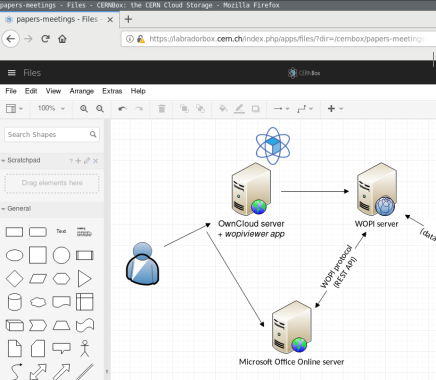 papers-meetings - Files - CERNBox: the CERN Cloud Storage - Mozilla Firefox
papers-meetings - Files -
https://labradorbox.cern.ch/index.php/apps/files/?dir=/cernbox/papers-meetings
Files
CERNBox
File Edit View Arrange Extras Help
100%
Search Shapes
Scratchpad
Drag elements here
General
Text
OwnCloud server
+ wopiviewer app
WOPI server
(data
WOPI protocol
(REST API)
Microsoft Office Online server